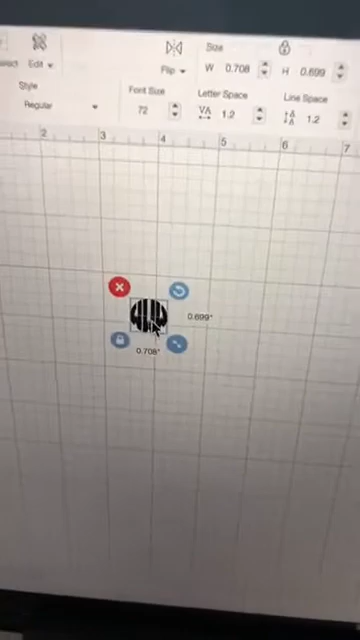 Size
Edit
Flip
W 0.708
H 0.699
Style
Font Size
Letter Space
Line Space
Regular
72
VA 1.2
1.2
2 3 4 5 6 7
0.699"
0.708"